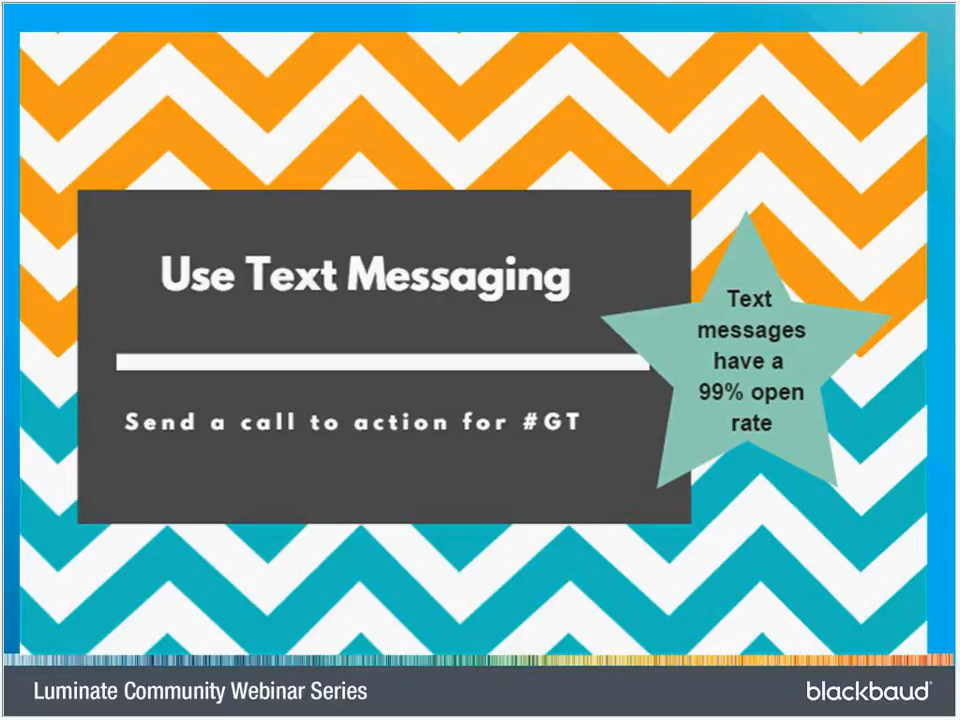 Use Text Messaging
Send a call to action for #GT
Text
messages
have a
99% open
rate
Luminate Community Webinar Series
blackbaud®